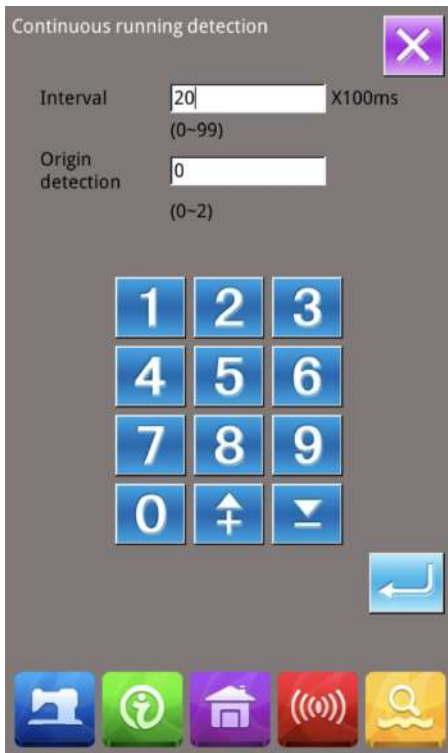 Continuous running detection
Interval 20 X100ms
(0~99)
Origin
detection 0
(0~2)
1 2 3
4 5 6
7 8 9
0